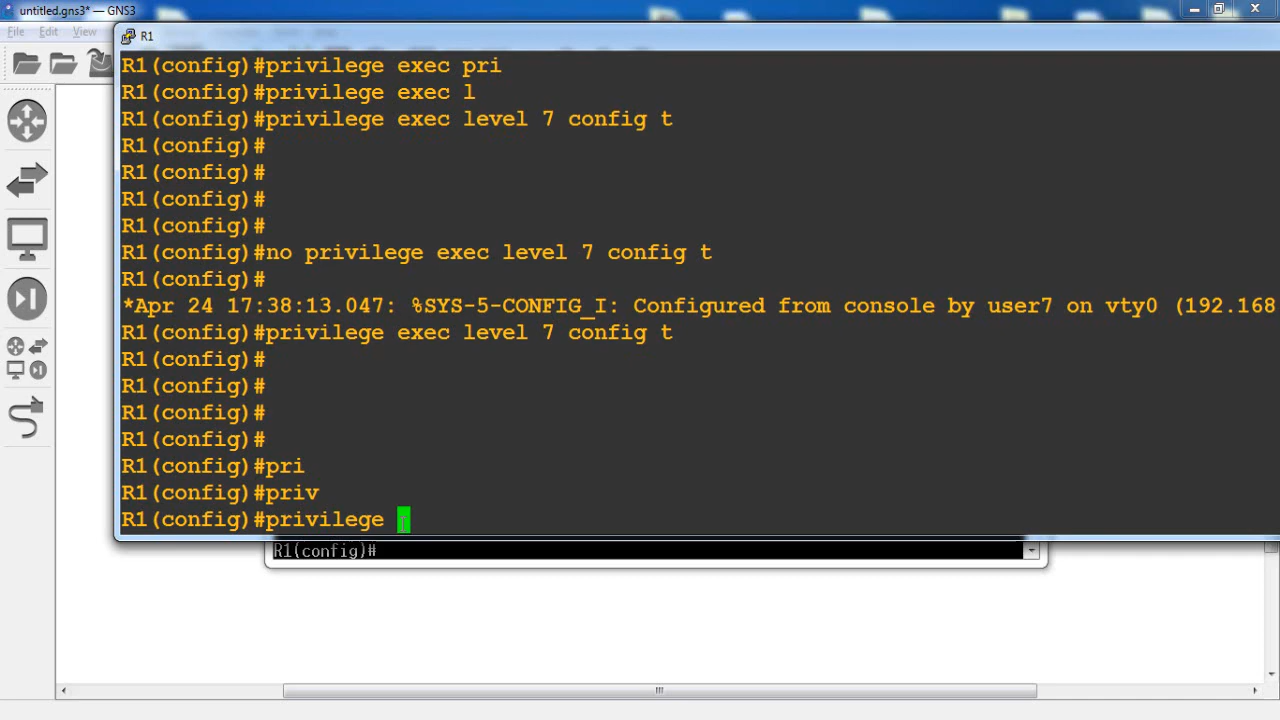 untitled.gns3* — GNS3
File Edit View
R1
R1(config)#privilege exec pri
R1(config)#privilege exec l
R1(config)#privilege exec level 7 config t
R1(config)#
R1(config)#
R1(config)#
R1(config)#
R1(config)#no privilege exec level 7 config t
R1(config)#
*Apr 24 17:38:13.047: %SYS-5-CONFIG_I: Configured from console by user7 on vty0 (192.168
R1(config)#privilege exec level 7 config t
R1(config)#
R1(config)#
R1(config)#
R1(config)#
R1(config)#pri
R1(config)#priv
R1(config)#privilege
R1(config)#